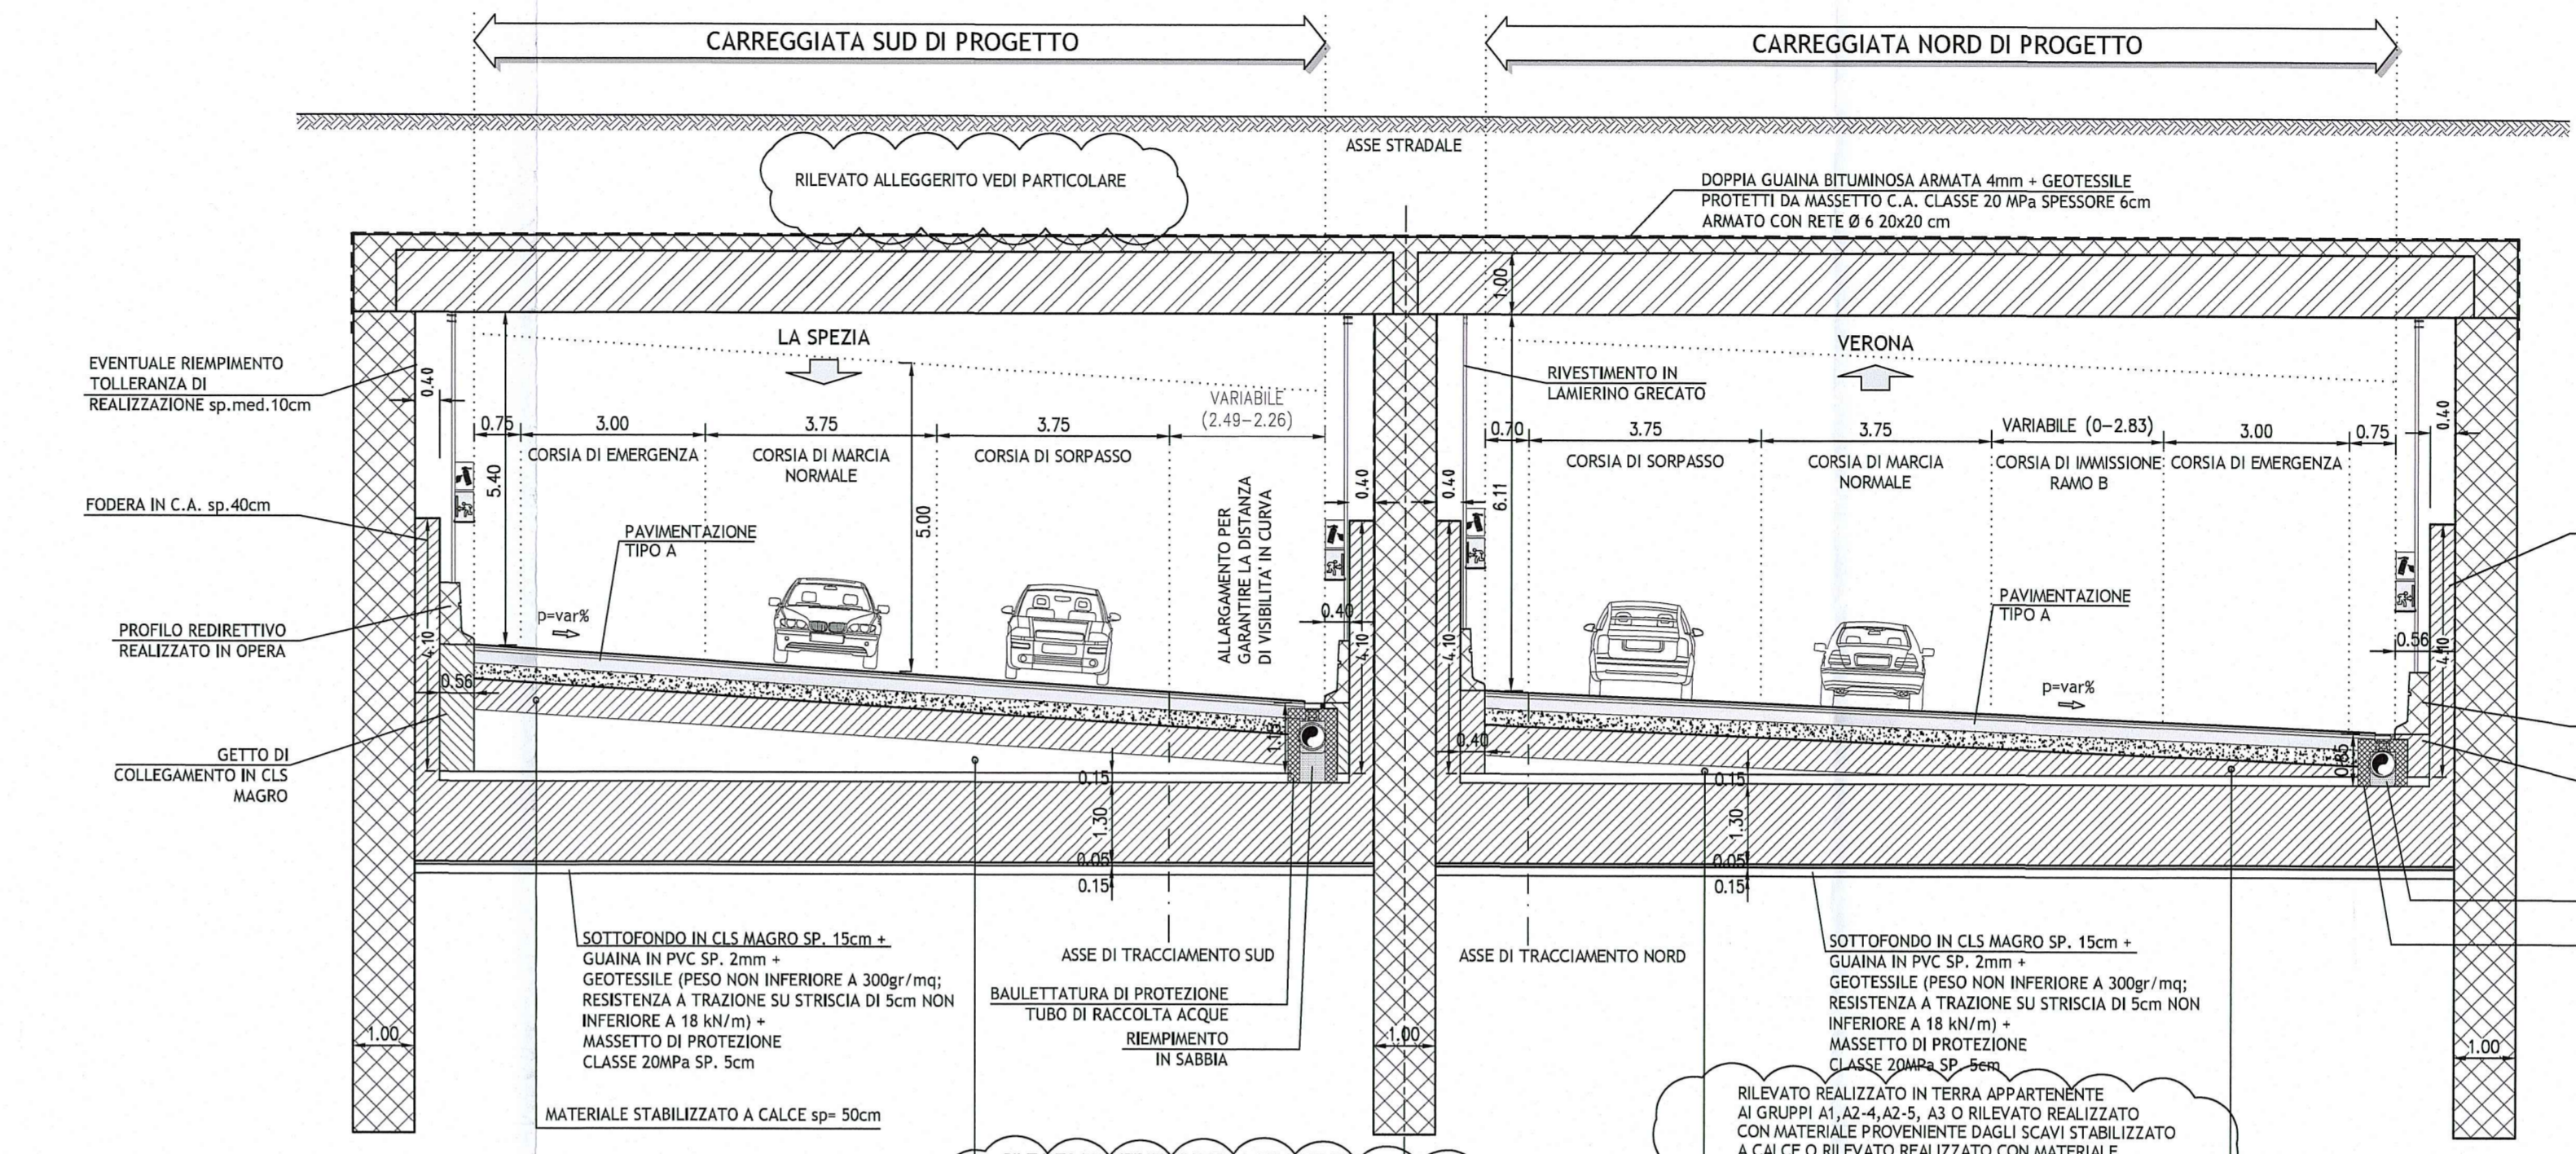 CARREGGIATA SUD DI PROGETTO
CARREGGIATA NORD DI PROGETTO
ASSE STRADALE
RILEVATO ALLEGGERITO VEDI PARTICOLARE
DOPPIA GUAINA BITUMINOSA ARMATA 4mm + GEOTESSILE
PROTETTI DA MASSETTO C.A. CLASSE 20 MPa SPESSORE 6cm
ARMATO CON RETE Ø 6 20x20 cm
1.00
LA SPEZIA
VERONA
EVENTUALE RIEMPIMENTO
TOLLERANZA DI
REALIZZAZIONE sp.med.10cm
0.40
RIVESTIMENTO IN
LAMIERINO GRECATO
VARIABILE
(2.49-2.26)
0.40
0.75
3.00
3.75
3.75
0.70
3.75
3.75
VARIABILE (0-2.83)
3.00
0.75
CORSIA DI EMERGENZA
CORSIA DI MARCIA
NORMALE
CORSIA DI SORPASSO
CORSIA DI SORPASSO
CORSIA DI MARCIA
NORMALE
CORSIA DI IMMISSIONE
RAMO B
CORSIA DI EMERGENZA
5.40
5.00
0.40
0.40
6.11
FODERA IN C.A. sp.40cm
PAVIMENTAZIONE
TIPO A
ALLARGAMENTO PER
GARANTIRE LA DISTANZA
DI VISIBILITA' IN CURVA
PAVIMENTAZIONE
TIPO A
p=var%
0.40
PROFILO REDIRETTIVO
REALIZZATO IN OPERA
4.10
4.10
4.10
0.56
4.10
0.56
p=var%
GETTO DI
COLLEGAMENTO IN CLS
MAGRO
0.40
0.15
0.15
1.30
1.30
0.05
0.05
0.15
0.15
SOTTOFONDO IN CLS MAGRO SP. 15cm +
GUAINA IN PVC SP. 2mm +
GEOTESSILE (PESO NON INFERIORE A 300gr/mq;
RESISTENZA A TRAZIONE SU STRISCIA DI 5cm NON
INFERIORE A 18 kN/m) +
MASSETTO DI PROTEZIONE
CLASSE 20MPa SP. 5cm
ASSE DI TRACCIAMENTO SUD
ASSE DI TRACCIAMENTO NORD
BAULETTATURA DI PROTEZIONE
TUBO DI RACCOLTA ACQUE
RIEMPIMENTO
IN SABBIA
SOTTOFONDO IN CLS MAGRO SP. 15cm +
GUAINA IN PVC SP. 2mm +
GEOTESSILE (PESO NON INFERIORE A 300gr/mq;
RESISTENZA A TRAZIONE SU STRISCIA DI 5cm NON
INFERIORE A 18 kN/m) +
MASSETTO DI PROTEZIONE
CLASSE 20MPa SP. 5cm
1.00
1.00
1.00
MATERIALE STABILIZZATO A CALCE sp= 50cm
RILEVATO REALIZZATO IN TERRA APPARTENENTE
AI GRUPPI A1,A2-4,A2-5, A3 O RILEVATO REALIZZATO
CON MATERIALE PROVENIENTE DAGLI SCAVI STABILIZZATO
A CALCE O RILEVATO REALIZZATO CON MATERIALE